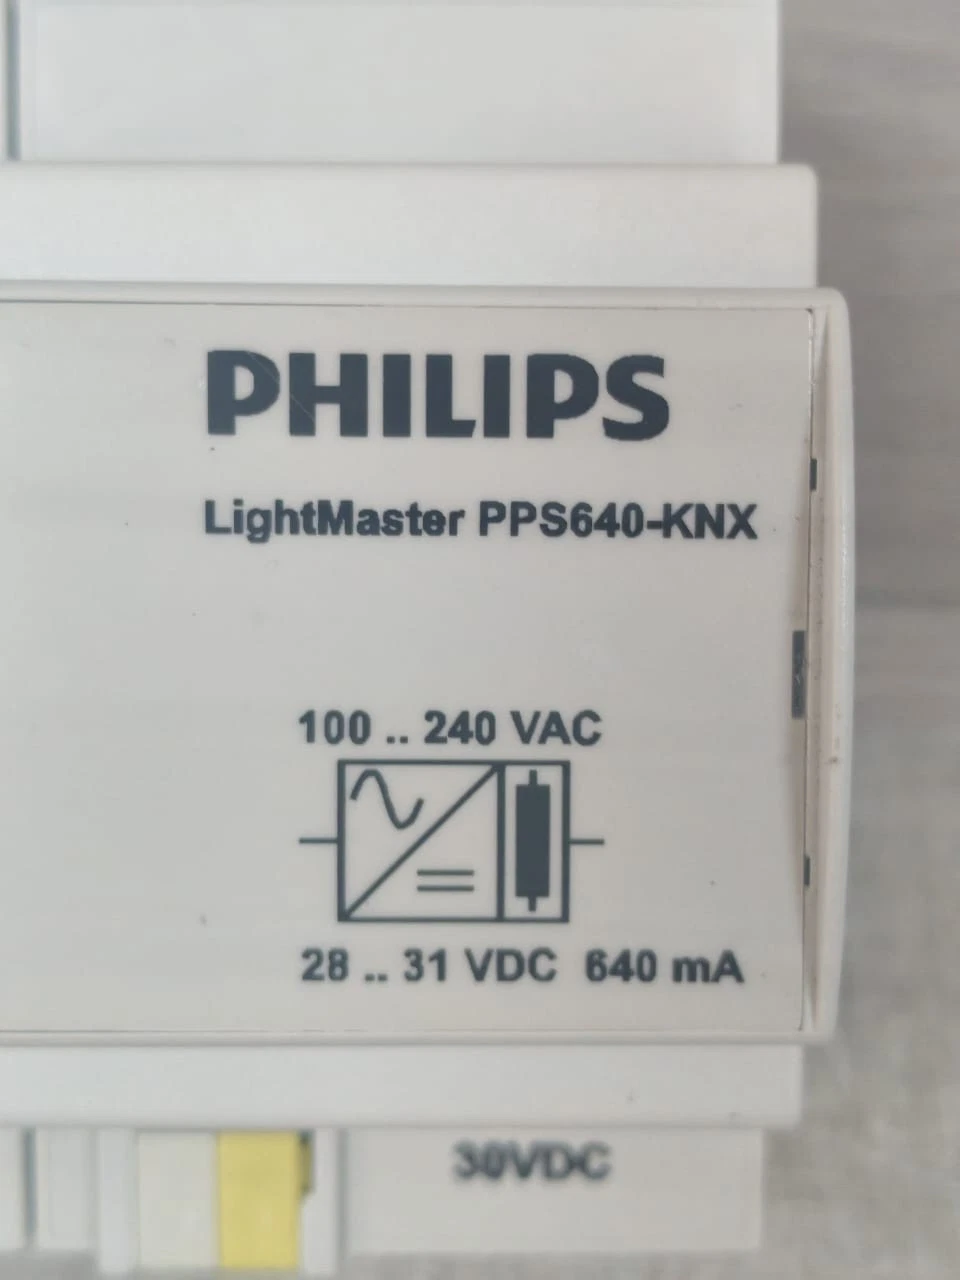 PHILIPS
LightMaster PPS640-KNX
100 .. 240 VAC
28 .. 31 VDC 640 mA
30VDC